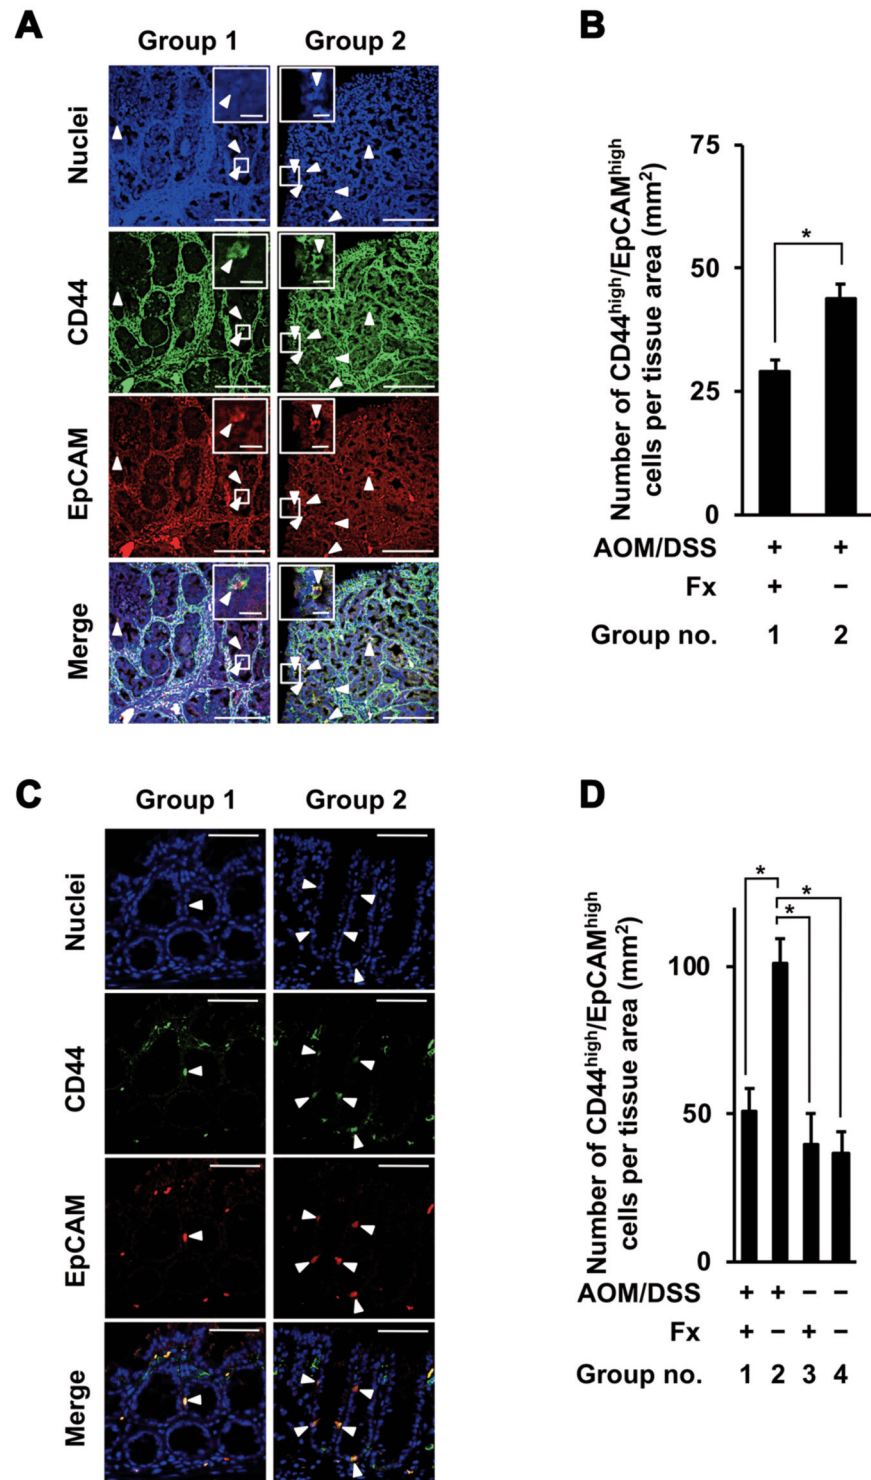 A
Group 1 Group 2
Nuclei
CD44
EpCAM
Merge
B
Number of CD44high/EpCAMhigh
cells per tissue area (mm2)
75
50
25
0
*
AOM/DSS + +
Fx + −
Group no. 1 2
C
Group 1 Group 2
Nuclei
CD44
EpCAM
Merge
D
Number of CD44high/EpCAMhigh
cells per tissue area (mm2)
100
50
0
* * *
AOM/DSS + + − −
Fx + − + −
Group no. 1 2 3 4